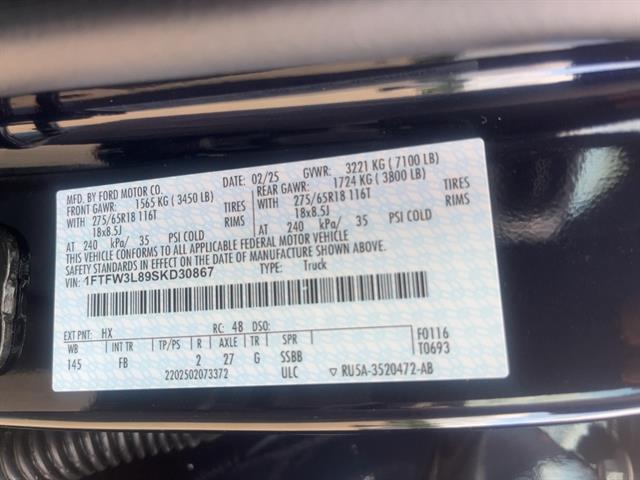 MFD. BY FORD MOTOR CO.
DATE: 02/25 GVWR: 3221 KG ( 7100 LB)
FRONT GAWR: 1565 KG ( 3450 LB)
REAR GAWR: 1724 KG ( 3800 LB)
275/65R18 116T TIRES
275/65R18 116T TIRES
18x8.5J RIMS
18x8.5J RIMS
AT 240 kPa/ 35 PSI COLD
AT 240 kPa/ 35 PSI COLD
THIS VEHICLE CONFORMS TO ALL APPLICABLE FEDERAL MOTOR VEHICLE
SAFETY STANDARDS IN EFFECT ON THE DATE OF MANUFACTURE SHOWN ABOVE.
VIN: 1FTFW3L89SKD30867 TYPE: Truck
EXT PNT: HX RC: 48 DSO:
WB INT TR TP/PS R AXLE TR SPR
145 FB 2 27 G SSBB
2202502073372 ULC
F0116
T0693
▽ RU5A-3520472-AB